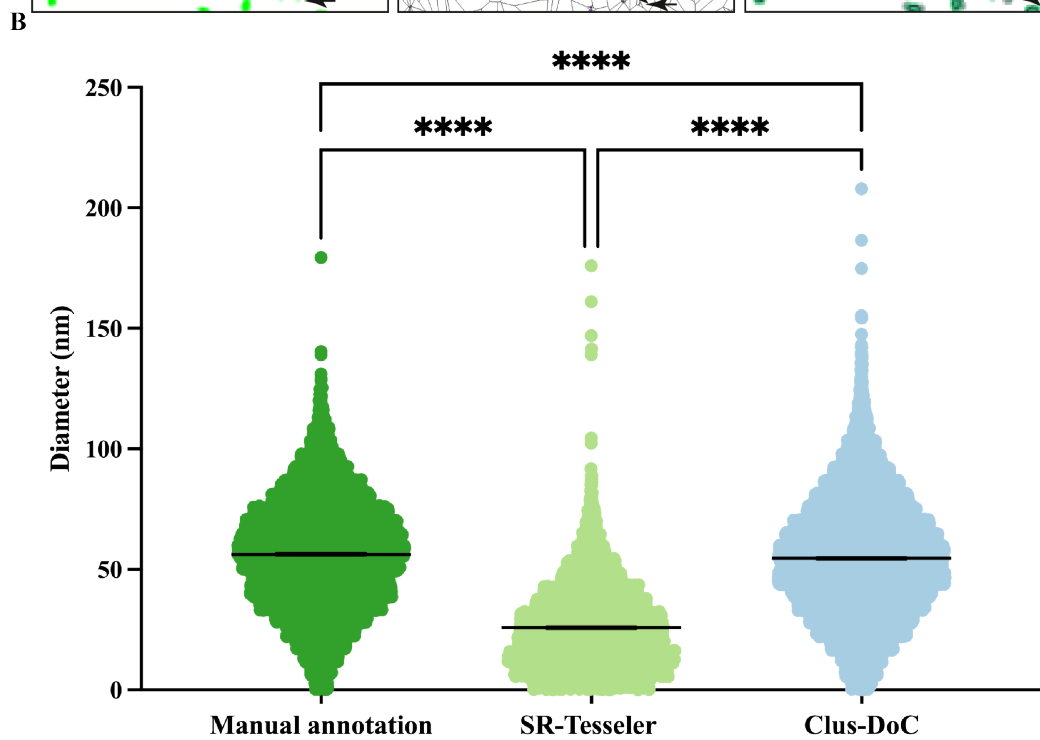 B
****
250
**** ****
200
150
100
50
0
Diameter (nm)
Manual annotation SR-Tesseler Clus-DoC